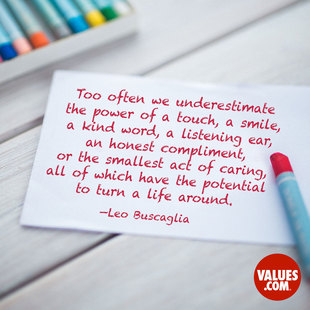 Too often we underestimate
the power of a touch, a smile,
a kind word, a listening ear,
an honest compliment,
or the smallest act of caring,
all of which have the potential
to turn a life around.
—Leo Buscaglia
VALUES
.COM